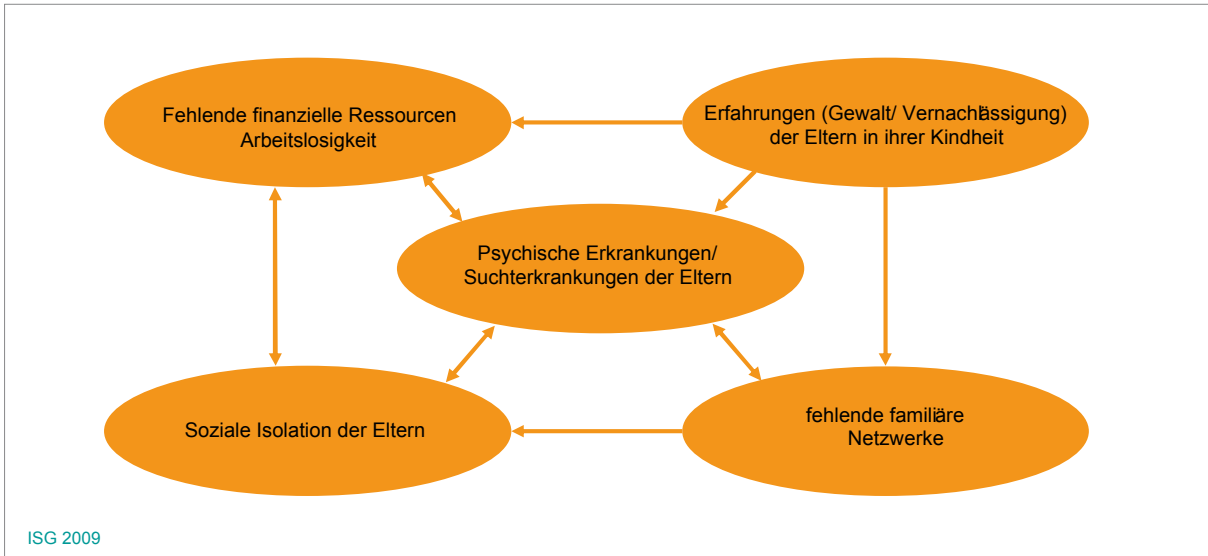 Fehlende finanzielle Ressourcen
Arbeitslosigkeit
Erfahrungen (Gewalt/ Vernachlässigung)
der Eltern in ihrer Kindheit
Psychische Erkrankungen/
Suchterkrankungen der Eltern
Soziale Isolation der Eltern
fehlende familiäre
Netzwerke
ISG 2009